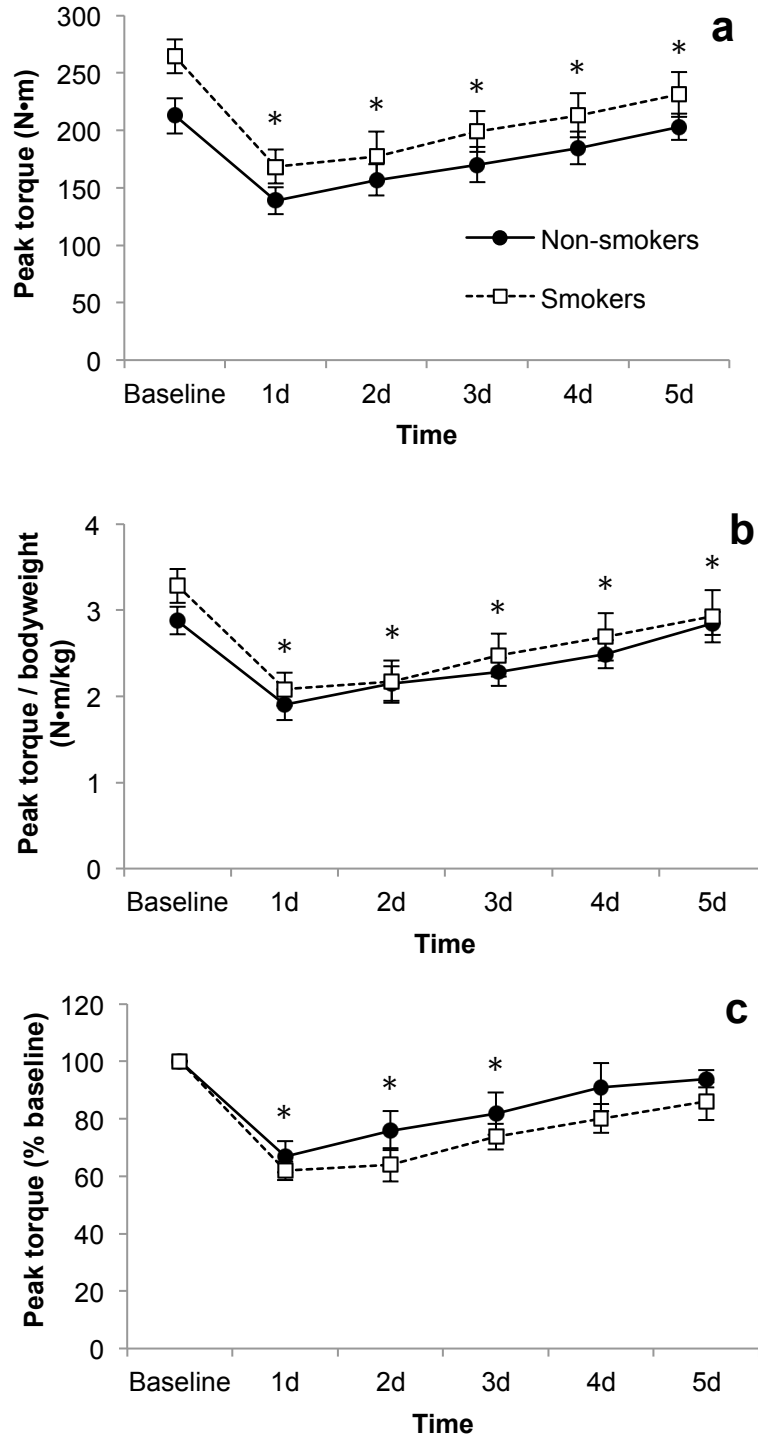 a
300
250
200
150
100
50
0
Peak torque (N•m)
* * * * *
Non-smokers
Smokers
Baseline 1d 2d 3d 4d 5d
Time
b
4
3
2
1
0
Peak torque / bodyweight
(N•m/kg)
* * * * *
Baseline 1d 2d 3d 4d 5d
Time
c
120
100
80
60
40
20
0
Peak torque (% baseline)
* * *
Baseline 1d 2d 3d 4d 5d
Time